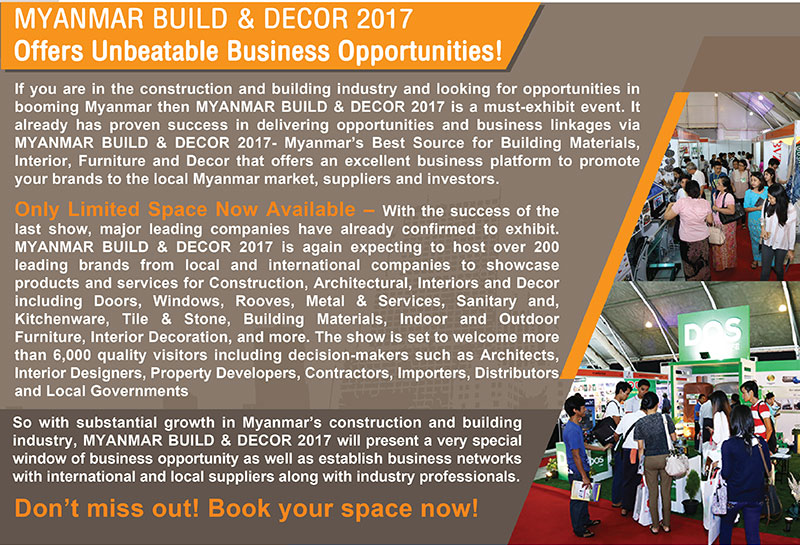 MYANMAR BUILD & DECOR 2017
Offers Unbeatable Business Opportunities!
If you are in the construction and building industry and looking for opportunities in
booming Myanmar then MYANMAR BUILD & DECOR 2017 is a must-exhibit event. It
already has proven success in delivering opportunities and business linkages via
MYANMAR BUILD & DECOR 2017- Myanmar's Best Source for Building Materials,
Interior, Furniture and Decor that offers an excellent business platform to promote
your brands to the local Myanmar market, suppliers and investors.
Only Limited Space Now Available – With the success of the
last show, major leading companies have already confirmed to exhibit.
MYANMAR BUILD & DECOR 2017 is again expecting to host over 200
leading brands from local and international companies to showcase
products and services for Construction, Architectural, Interiors and Decor
including Doors, Windows, Rooves, Metal & Services, Sanitary and,
Kitchenware, Tile & Stone, Building Materials, Indoor and Outdoor
Furniture, Interior Decoration, and more. The show is set to welcome more
than 6,000 quality visitors including decision-makers such as Architects,
Interior Designers, Property Developers, Contractors, Importers, Distributors
and Local Governments
So with substantial growth in Myanmar's construction and building
industry, MYANMAR BUILD & DECOR 2017 will present a very special
window of business opportunity as well as establish business networks
with international and local suppliers along with industry professionals.
Don't miss out! Book your space now!
DOS